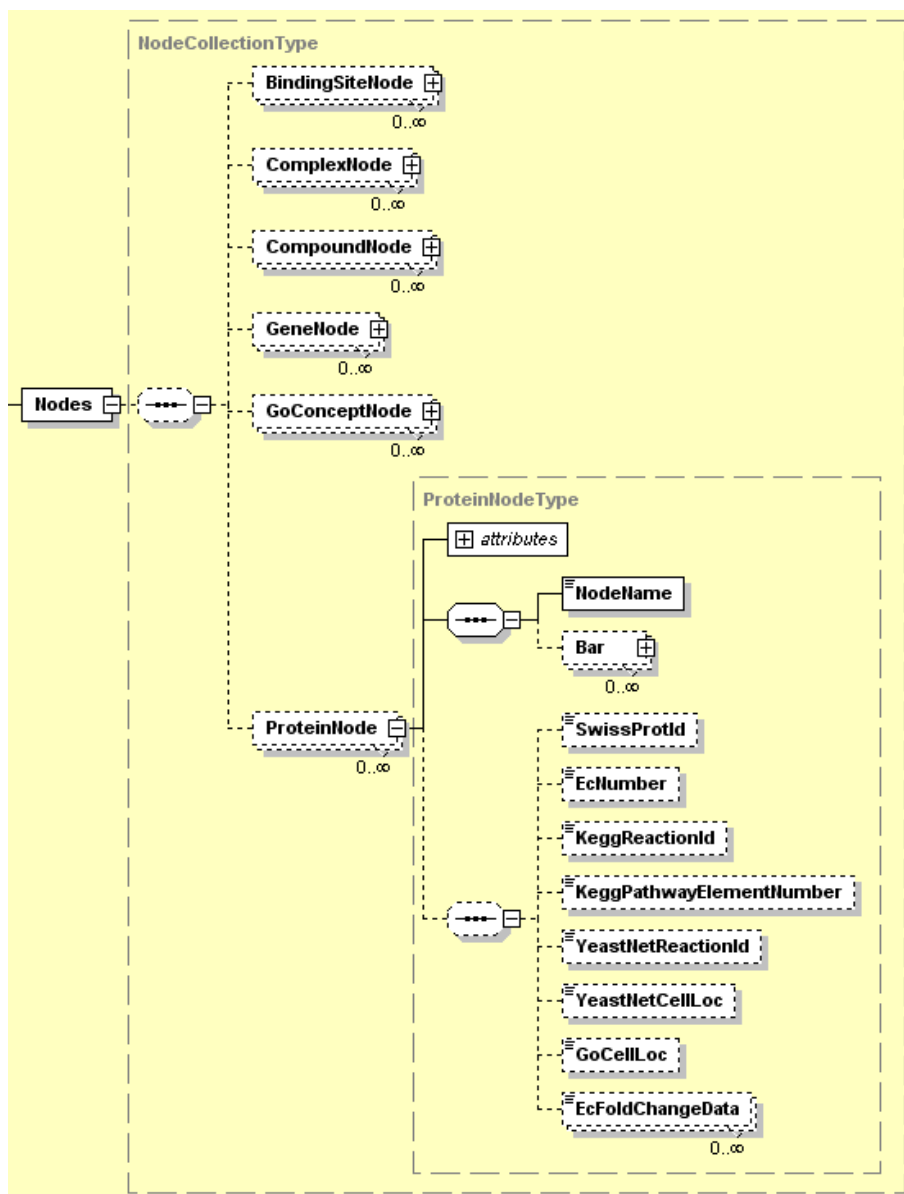 NodeCollectionType
BindingSiteNode
0..∞
ComplexNode
0..∞
CompoundNode
0..∞
GeneNode
0..∞
Nodes
GoConceptNode
0..∞
ProteinNodeType
attributes
NodeName
Bar
0..∞
ProteinNode
0..∞
SwissProtId
EcNumber
KeggReactionId
KeggPathwayElementNumber
YeastNetReactionId
YeastNetCellLoc
GoCellLoc
EcFoldChangeData
0..∞